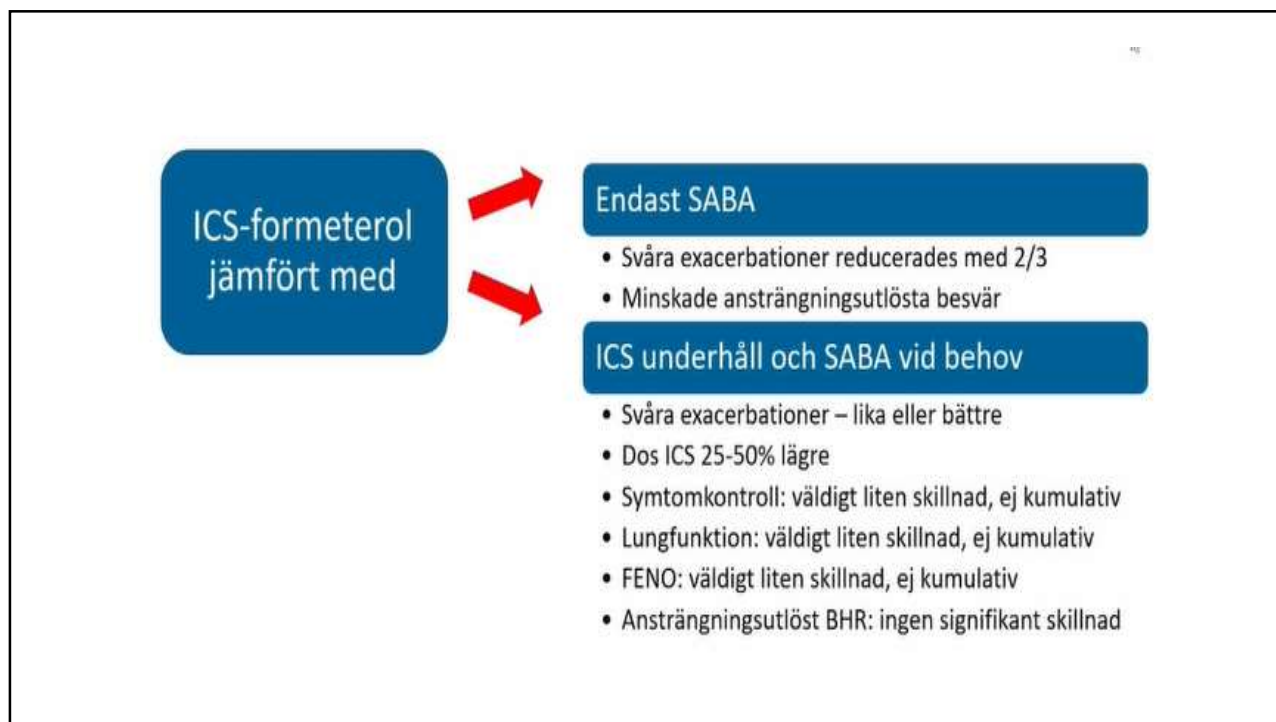 ICS-formeterol
jämfört med
Endast SABA
• Svåra exacerbationer reducerades med 2/3
• Minskade ansträngningsutlösta besvär
ICS underhåll och SABA vid behov
• Svåra exacerbationer – lika eller bättre
• Dos ICS 25-50% lägre
• Symtomkontroll: väldigt liten skillnad, ej kumulativ
• Lungfunktion: väldigt liten skillnad, ej kumulativ
• FENO: väldigt liten skillnad, ej kumulativ
• Ansträngningsutlöst BHR: ingen signifikant skillnad